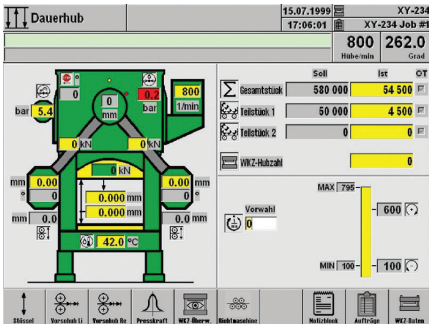 Dauerhub
15.07.1999
XY-234
17:06:01
XY-234 Job #1
800
262.0
Hübe/min
Grad
0
0
mm
0.2
bar
800
1/min
bar 5.4
0 kN
0 kN
0 kN
mm 0.00
0.00 mm
° 0
0 °
0.000 mm
0.000 mm
mm 0.0
0.0 mm
42.0 °C
Soll
Ist
OT
Gesamtstück 580 000 54 500
Teilstück 1 50 000 4 500
Teilstück 2 0 0
WKZ-Hubzahl 0
MAX 795
600
Vorwahl
0
MIN 100
100
Stössel
Vorschub Li
Vorschub Re
Presskraft
WKZ-Überw.
Richtmaschine
Notizblock
Aufträge
WKZ-Daten